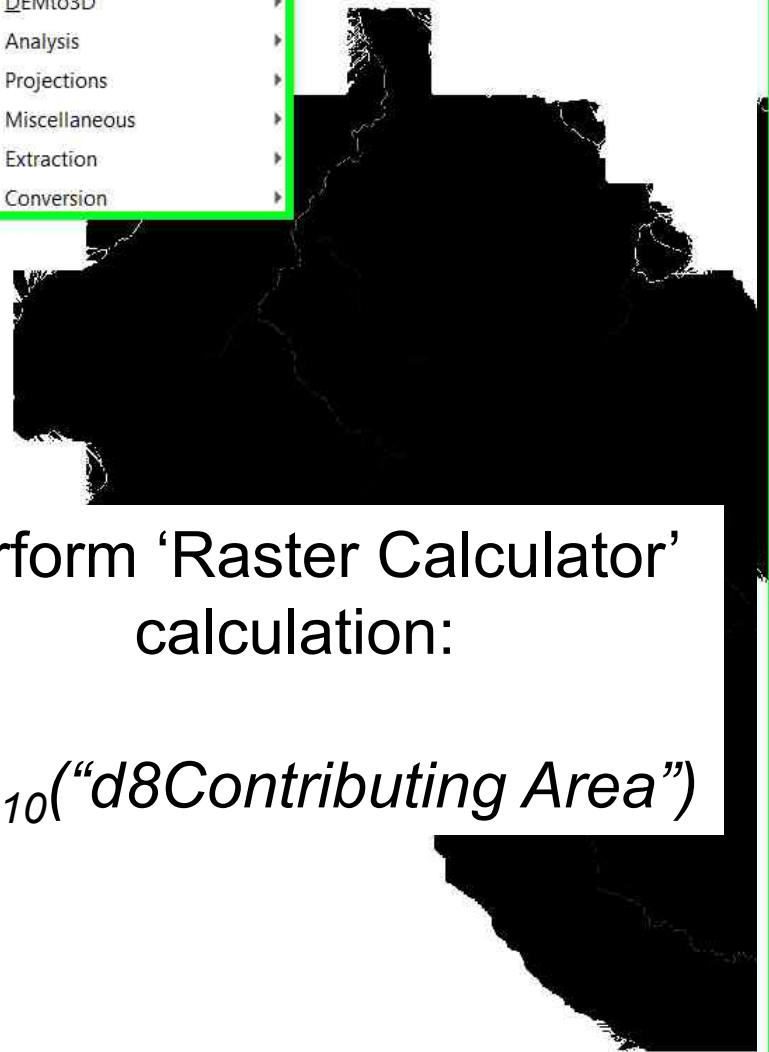 DEMto3D
Analysis
Projections
Miscellaneous
Extraction
Conversion
rform ‘Raster Calculator’
calculation:
10(“d8Contributing Area”)